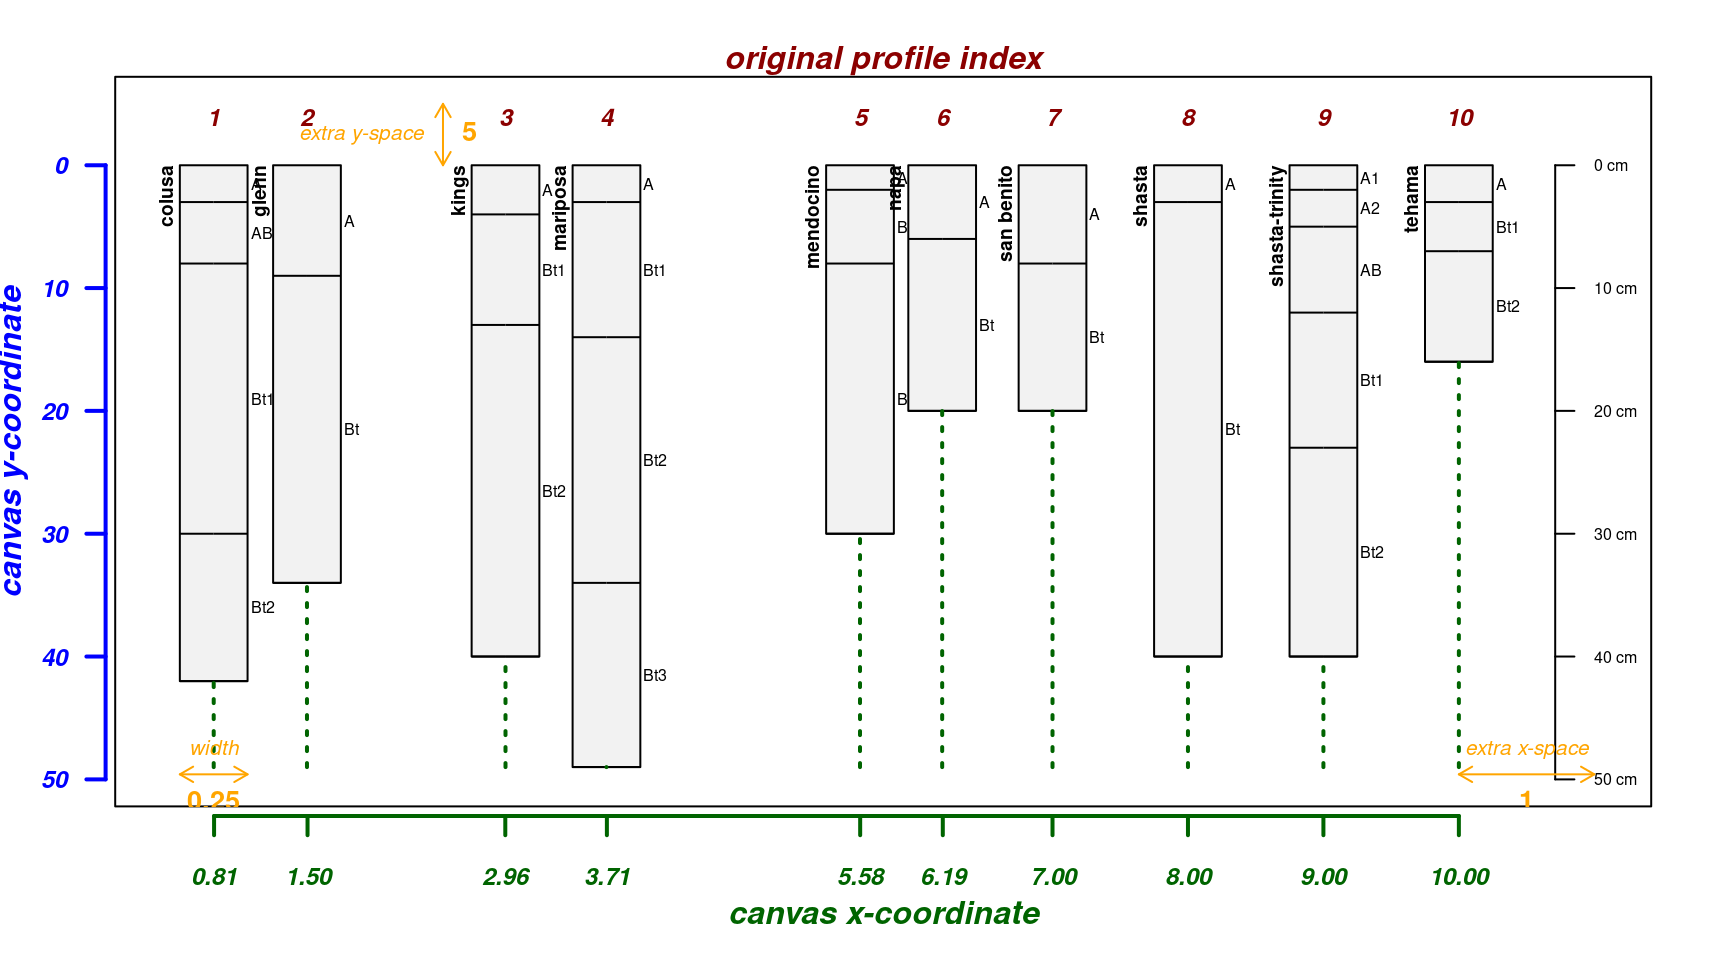 original profile index
1 2 3 4 5 6 7 8 9 10
extra y-space 5
canvas y-coordinate
0
10
20
30
40
50
colusa
A
AB
Bt1
Bt2
glenn
A
Bt
kings
A
Bt1
Bt2
mariposa
A
Bt1
Bt2
Bt3
mendocino
A
B
B
napa
A
Bt
san benito
A
Bt
shasta
A
Bt
shasta-trinity
A1
A2
AB
Bt1
Bt2
tehama
A
Bt1
Bt2
0 cm
10 cm
20 cm
30 cm
40 cm
50 cm
width
0.25
extra x-space
1
0.81 1.50 2.96 3.71 5.58 6.19 7.00 8.00 9.00 10.00
canvas x-coordinate